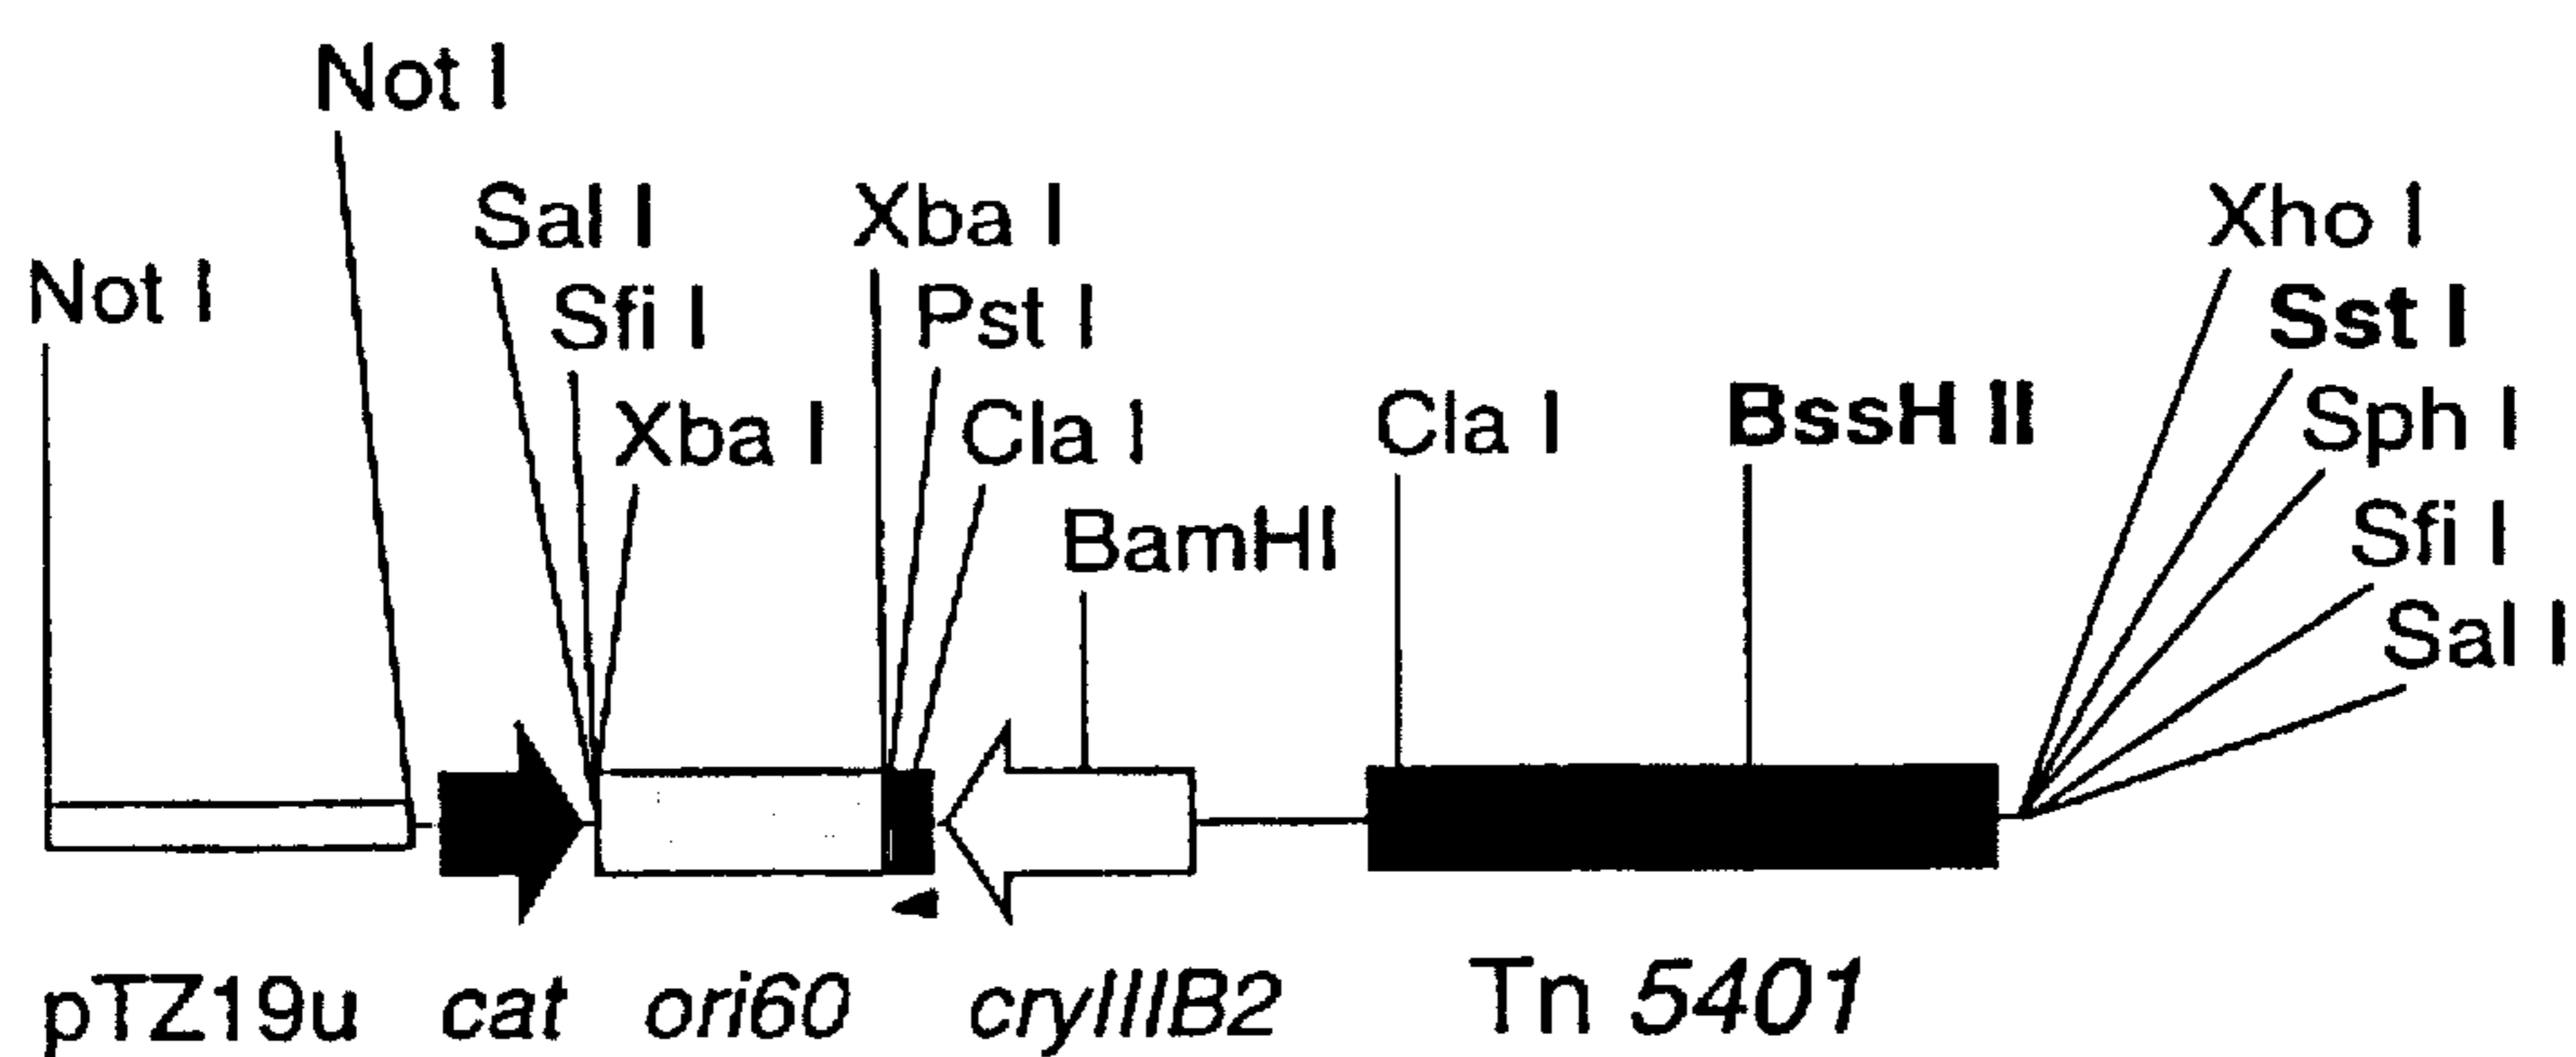 Not I
Not I
Sal I
Sfi I
Xba I
Xba I
Pst I
Cla I
BamHI
Cla I
BssH II
Xho I
Sst I
Sph I
Sfi I
Sal I
pTZ19u cat ori60 cryIIIB2 Tn 5401